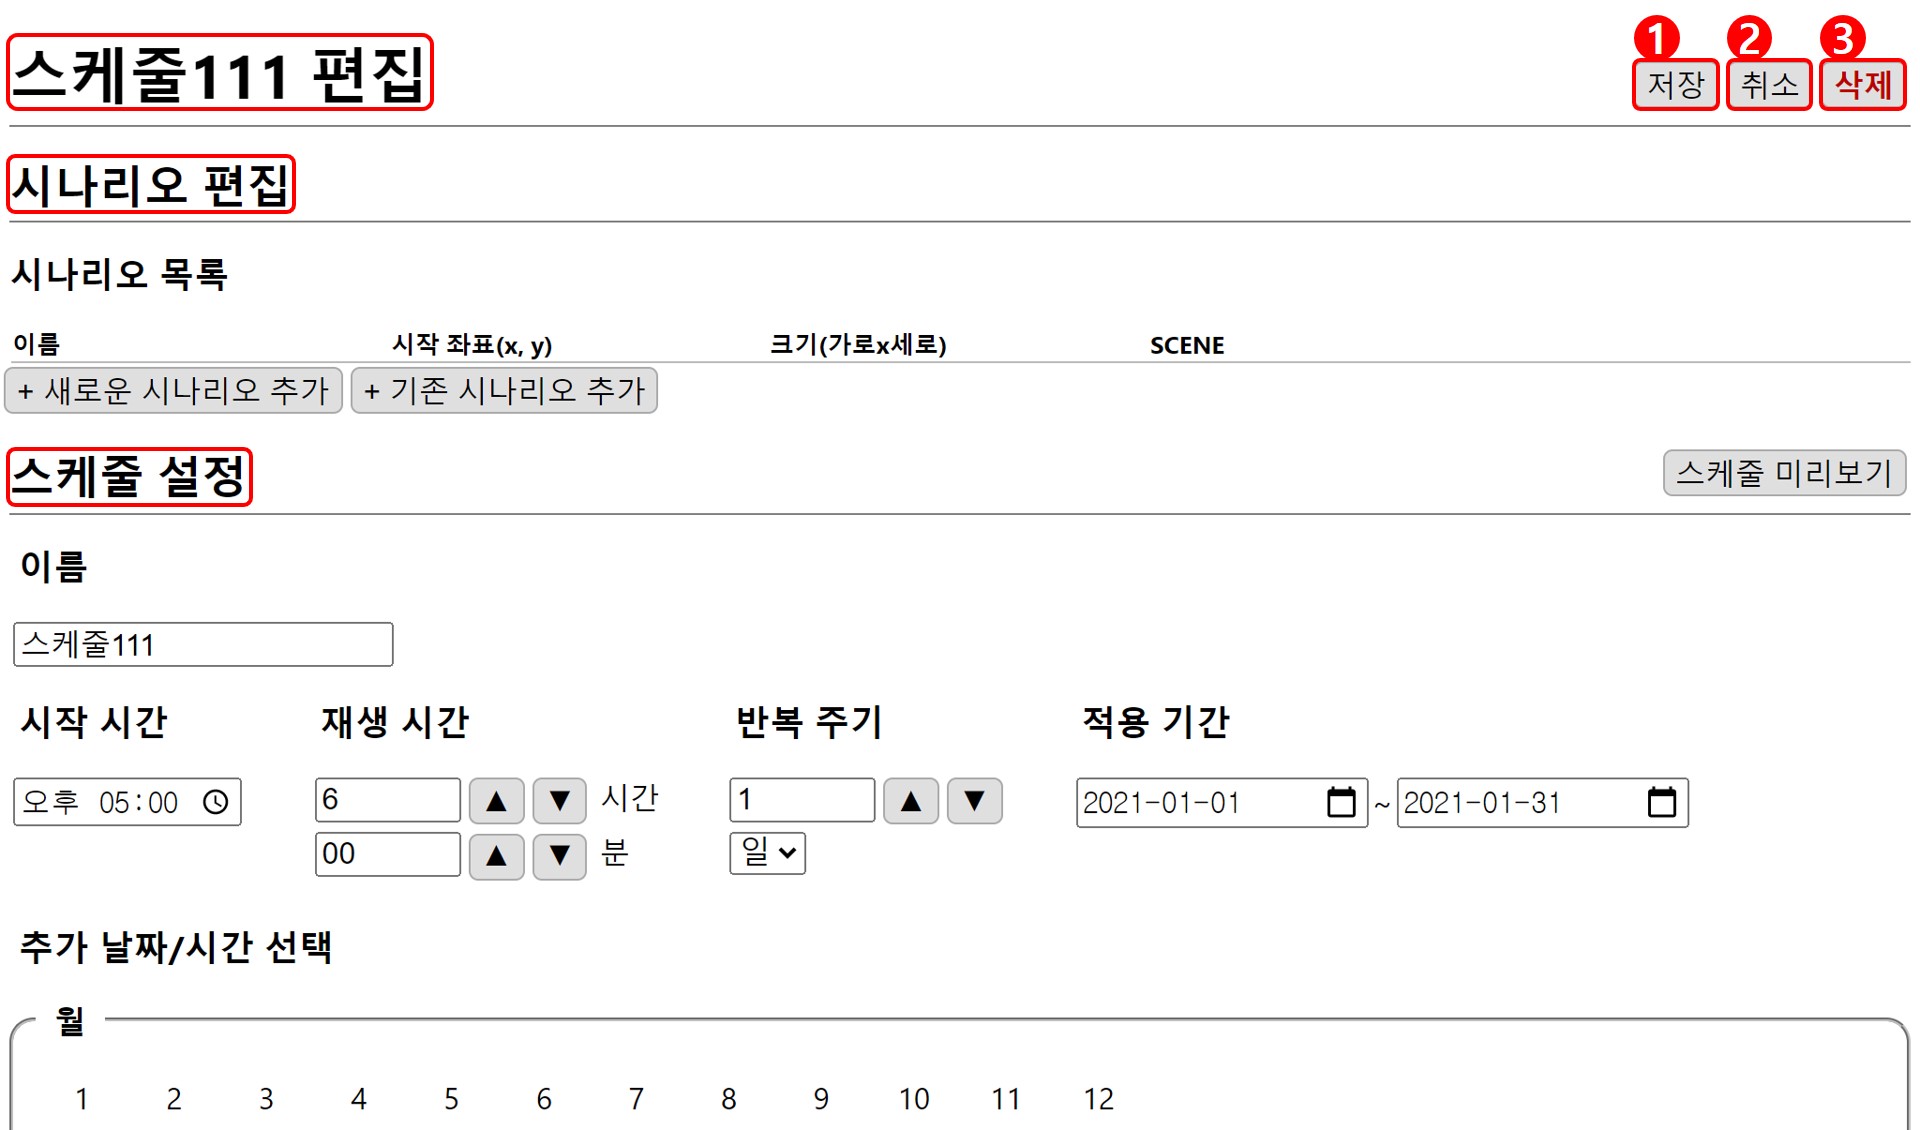 1 2 3
스케줄111 편집 저장 취소 삭제
시나리오 편집
시나리오 목록
이름 시작 좌표(x, y) 크기(가로x세로) SCENE
+ 새로운 시나리오 추가 + 기존 시나리오 추가
스케줄 설정 스케줄 미리보기
이름
스케줄111
시작 시간 재생 시간 반복 주기 적용 기간
오후 05:00 6 ▲ ▼ 시간 1 ▲ ▼ 2021-01-01 ~ 2021-01-31
00 ▲ ▼ 분 일
추가 날짜/시간 선택
월
1 2 3 4 5 6 7 8 9 10 11 12